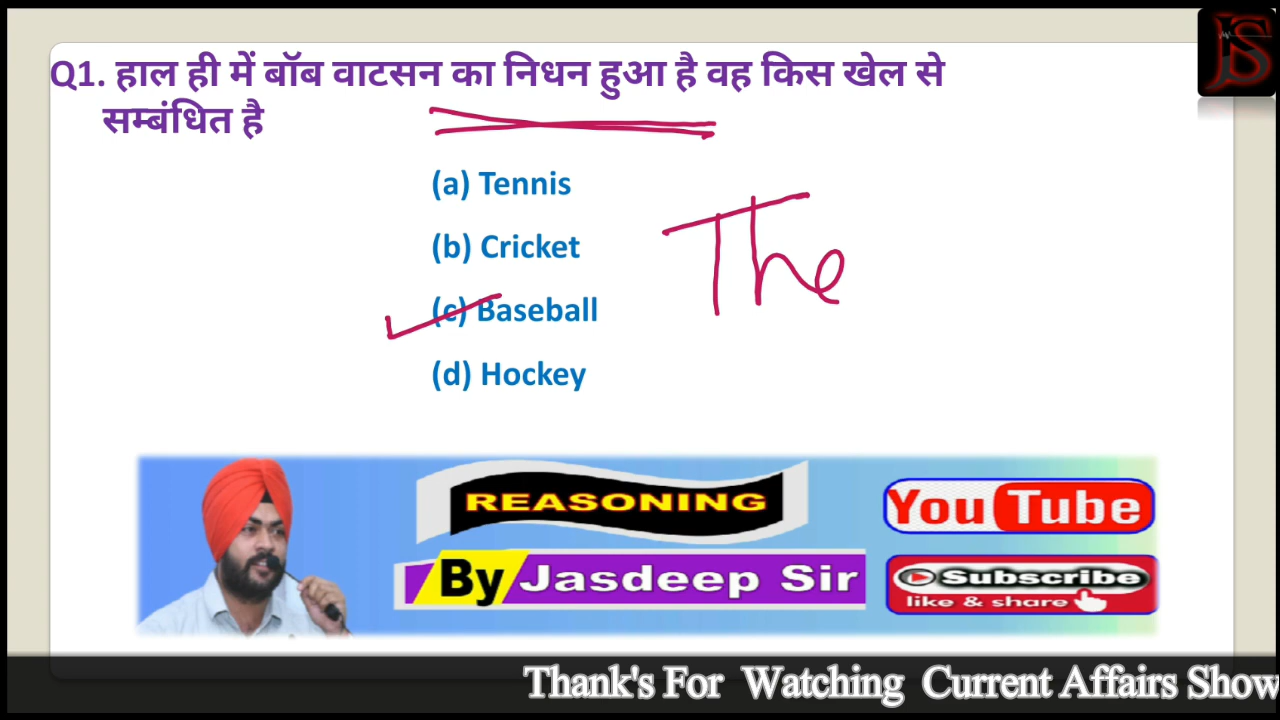 JS
Q1. हाल ही में बॉब वाटसन का निधन हुआ है वह किस खेल से
सम्बंधित है
(a) Tennis
(b) Cricket
(c) Baseball
(d) Hockey
The
REASONING
By Jasdeep Sir
YouTube
Subscribe
like & share
Thank's For Watching Current Affairs Show